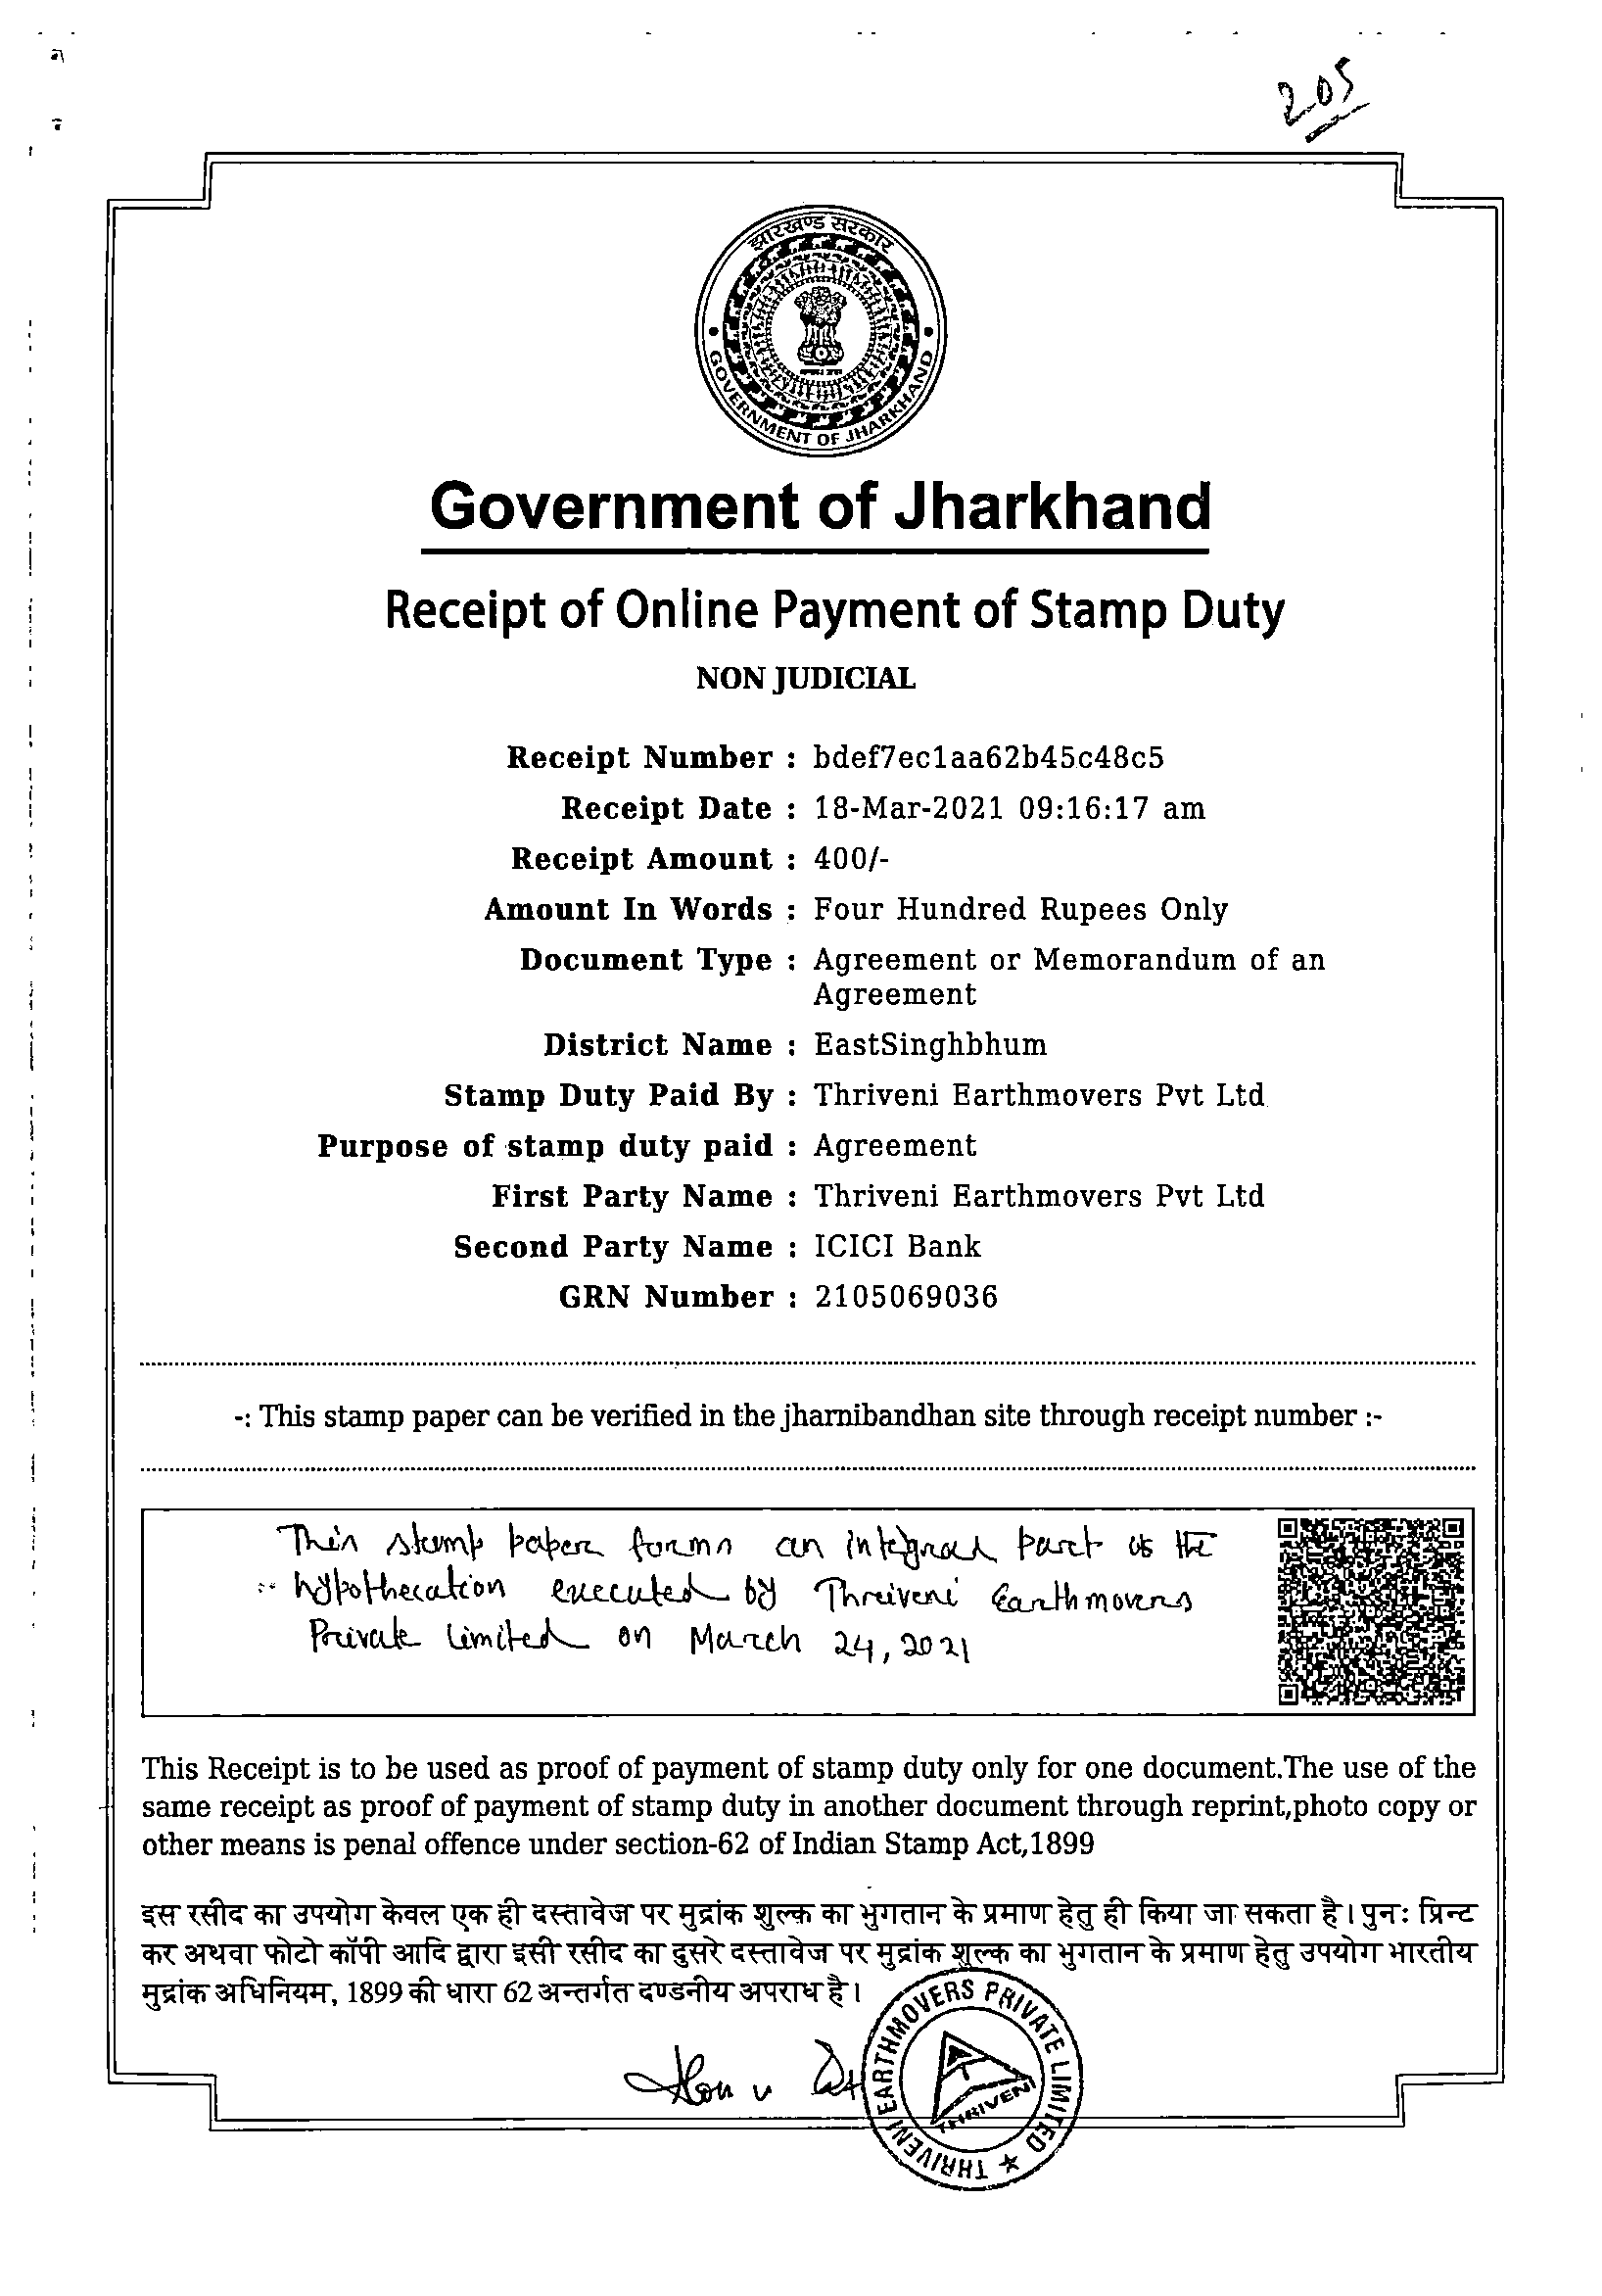 205
झारखण्ड सरकार
GOVERNMENT OF JHARKHAND
Government of Jharkhand
Receipt of Online Payment of Stamp Duty
NON JUDICIAL
Receipt Number : bdef7ec1aa62b45c48c5
Receipt Date : 18-Mar-2021 09:16:17 am
Receipt Amount : 400/-
Amount In Words : Four Hundred Rupees Only
Document Type : Agreement or Memorandum of an
Agreement
District Name : EastSinghbhum
Stamp Duty Paid By : Thriveni Earthmovers Pvt Ltd
Purpose of stamp duty paid : Agreement
First Party Name : Thriveni Earthmovers Pvt Ltd
Second Party Name : ICICI Bank
GRN Number : 2105069036
-: This stamp paper can be verified in the jharnibandhan site through receipt number :-
This stamp paper forms an integral part of the
hypothecation executed by Thriveni Earthmovers
Private limited on March 24, 2021
This Receipt is to be used as proof of payment of stamp duty only for one document.The use of the
same receipt as proof of payment of stamp duty in another document through reprint,photo copy or
other means is penal offence under section-62 of Indian Stamp Act,1899
इस रसीद का उपयोग केवल एक ही दस्तावेज पर मुद्रांक शुल्क का भुगतान के प्रमाण हेतु ही किया जा सकता है। पुनः प्रिन्ट
कर अथवा फोटो कॉपी आदि द्वारा इसी रसीद का दुसरे दस्तावेज पर मुद्रांक शुल्क का भुगतान के प्रमाण हेतु उपयोग भारतीय
मुद्रांक अधिनियम, 1899 की धारा 62 अन्तर्गत दण्डनीय अपराध है।
THRIVENI EARTHMOVERS PRIVATE LIMITED
THRIVENI